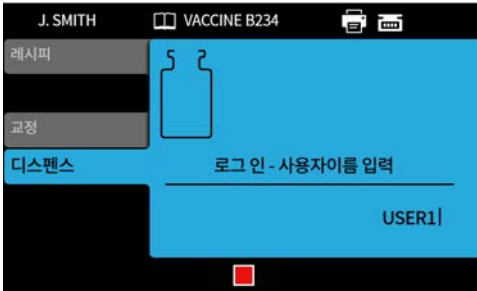 J. SMITH VACCINE B234
레시피
교정
디스펜스
로그 인 - 사용자이름 입력
USER1